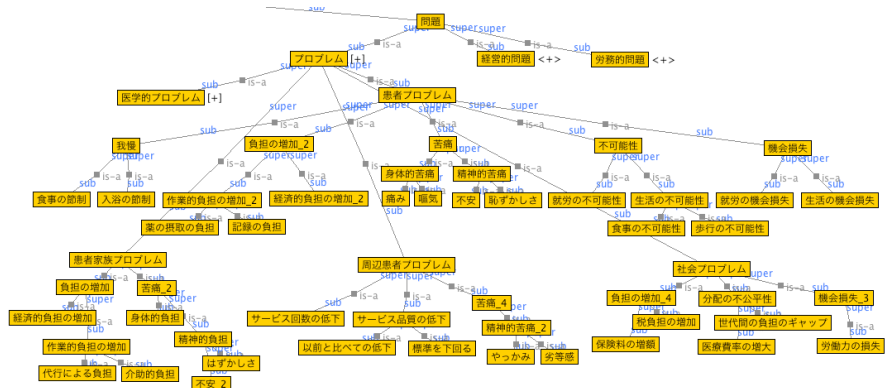 問題
プロブレム [+]
経営的問題 <+>
労務的問題 <+>
医学的プロブレム [+]
患者プロブレム
我慢
負担の増加_2
苦痛
不可能性
機会損失
食事の節制
入浴の節制
作業的負担の増加_2
経済的負担の増加_2
身体的苦痛
精神的苦痛
痛み
嘔気
不安
恥ずかしさ
就労の不可能性
生活の不可能性
就労の機会損失
生活の機会損失
薬の摂取の負担
記録の負担
食事の不可能性
歩行の不可能性
患者家族プロブレム
周辺患者プロブレム
社会プロブレム
負担の増加
苦痛_2
経済的負担の増加
身体的負担
精神的負担
作業的負担の増加
はずかしさ
代行による負担
介助的負担
不安_2
サービス回数の低下
サービス品質の低下
苦痛_4
精神的苦痛_2
以前と比べての低下
標準を下回る
やっかみ
劣等感
負担の増加_4
分配の不公平性
機会損失_3
税負担の増加
世代間の負担のギャップ
保険料の増額
医療費率の増大
労働力の損失
sub
super
is-a